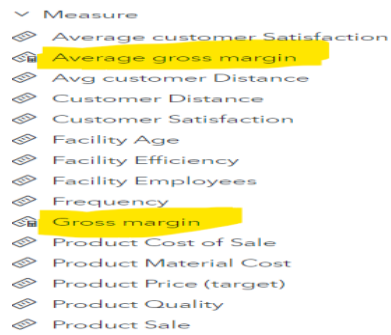 Measure
Average customer Satisfaction
Average gross margin
Avg customer Distance
Customer Distance
Customer Satisfaction
Facility Age
Facility Efficiency
Facility Employees
Frequency
Gross margin
Product Cost of Sale
Product Material Cost
Product Price (target)
Product Quality
Product Sale